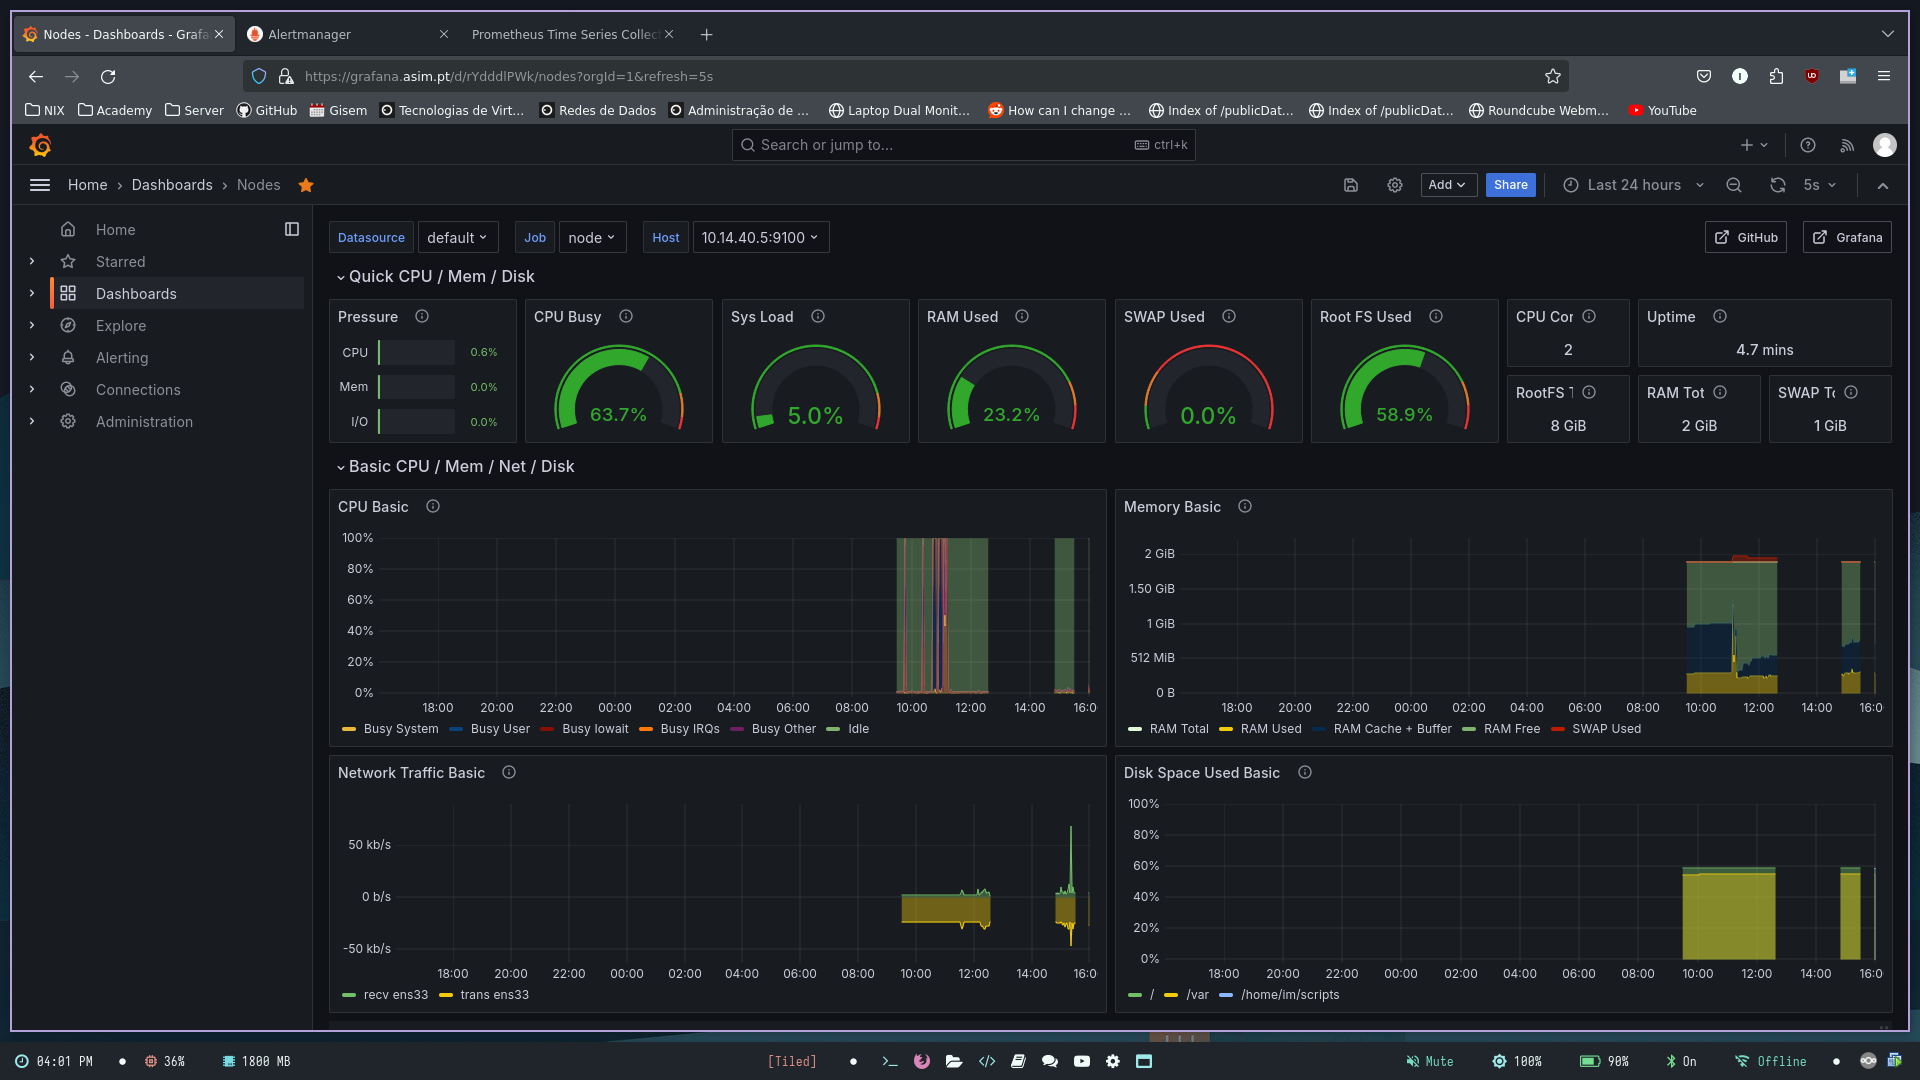 Nodes - Dashboards - Grafa
Alertmanager
Prometheus Time Series Collec
https://grafana.asim.pt/d/rYdddlPWk/nodes?orgId=1&refresh=5s
NIX Academy Server GitHub Gisem Tecnologias de Virt... Redes de Dados Administração de ... Laptop Dual Monit... How can I change ... Index of /publicDat... Index of /publicDat... Roundcube Webm... YouTube
Search or jump to... ctrl+k
Home › Dashboards › Nodes
Add Share Last 24 hours 5s
Home
Starred
Dashboards
Explore
Alerting
Connections
Administration
Datasource default Job node Host 10.14.40.5:9100 GitHub Grafana
Quick CPU / Mem / Disk
Pressure
CPU 0.6%
Mem 0.0%
I/O 0.0%
CPU Busy
63.7%
Sys Load
5.0%
RAM Used
23.2%
SWAP Used
0.0%
Root FS Used
58.9%
CPU Cor
2
Uptime
4.7 mins
RootFS T
8 GiB
RAM Tot
2 GiB
SWAP To
1 GiB
Basic CPU / Mem / Net / Disk
CPU Basic
100%
80%
60%
40%
20%
0%
18:00 20:00 22:00 00:00 02:00 04:00 06:00 08:00 10:00 12:00 14:00 16:0
Busy System Busy User Busy Iowait Busy IRQs Busy Other Idle
Memory Basic
2 GiB
1.50 GiB
1 GiB
512 MiB
0 B
18:00 20:00 22:00 00:00 02:00 04:00 06:00 08:00 10:00 12:00 14:00 16:0
RAM Total RAM Used RAM Cache + Buffer RAM Free SWAP Used
Network Traffic Basic
50 kb/s
0 b/s
-50 kb/s
18:00 20:00 22:00 00:00 02:00 04:00 06:00 08:00 10:00 12:00 14:00 16:0
recv ens33 trans ens33
Disk Space Used Basic
100%
80%
60%
40%
20%
0%
18:00 20:00 22:00 00:00 02:00 04:00 06:00 08:00 10:00 12:00 14:00 16:0
/ /var /home/im/scripts
04:01 PM 36% 1800 MB [Tiled] Mute 100% 90% On Offline